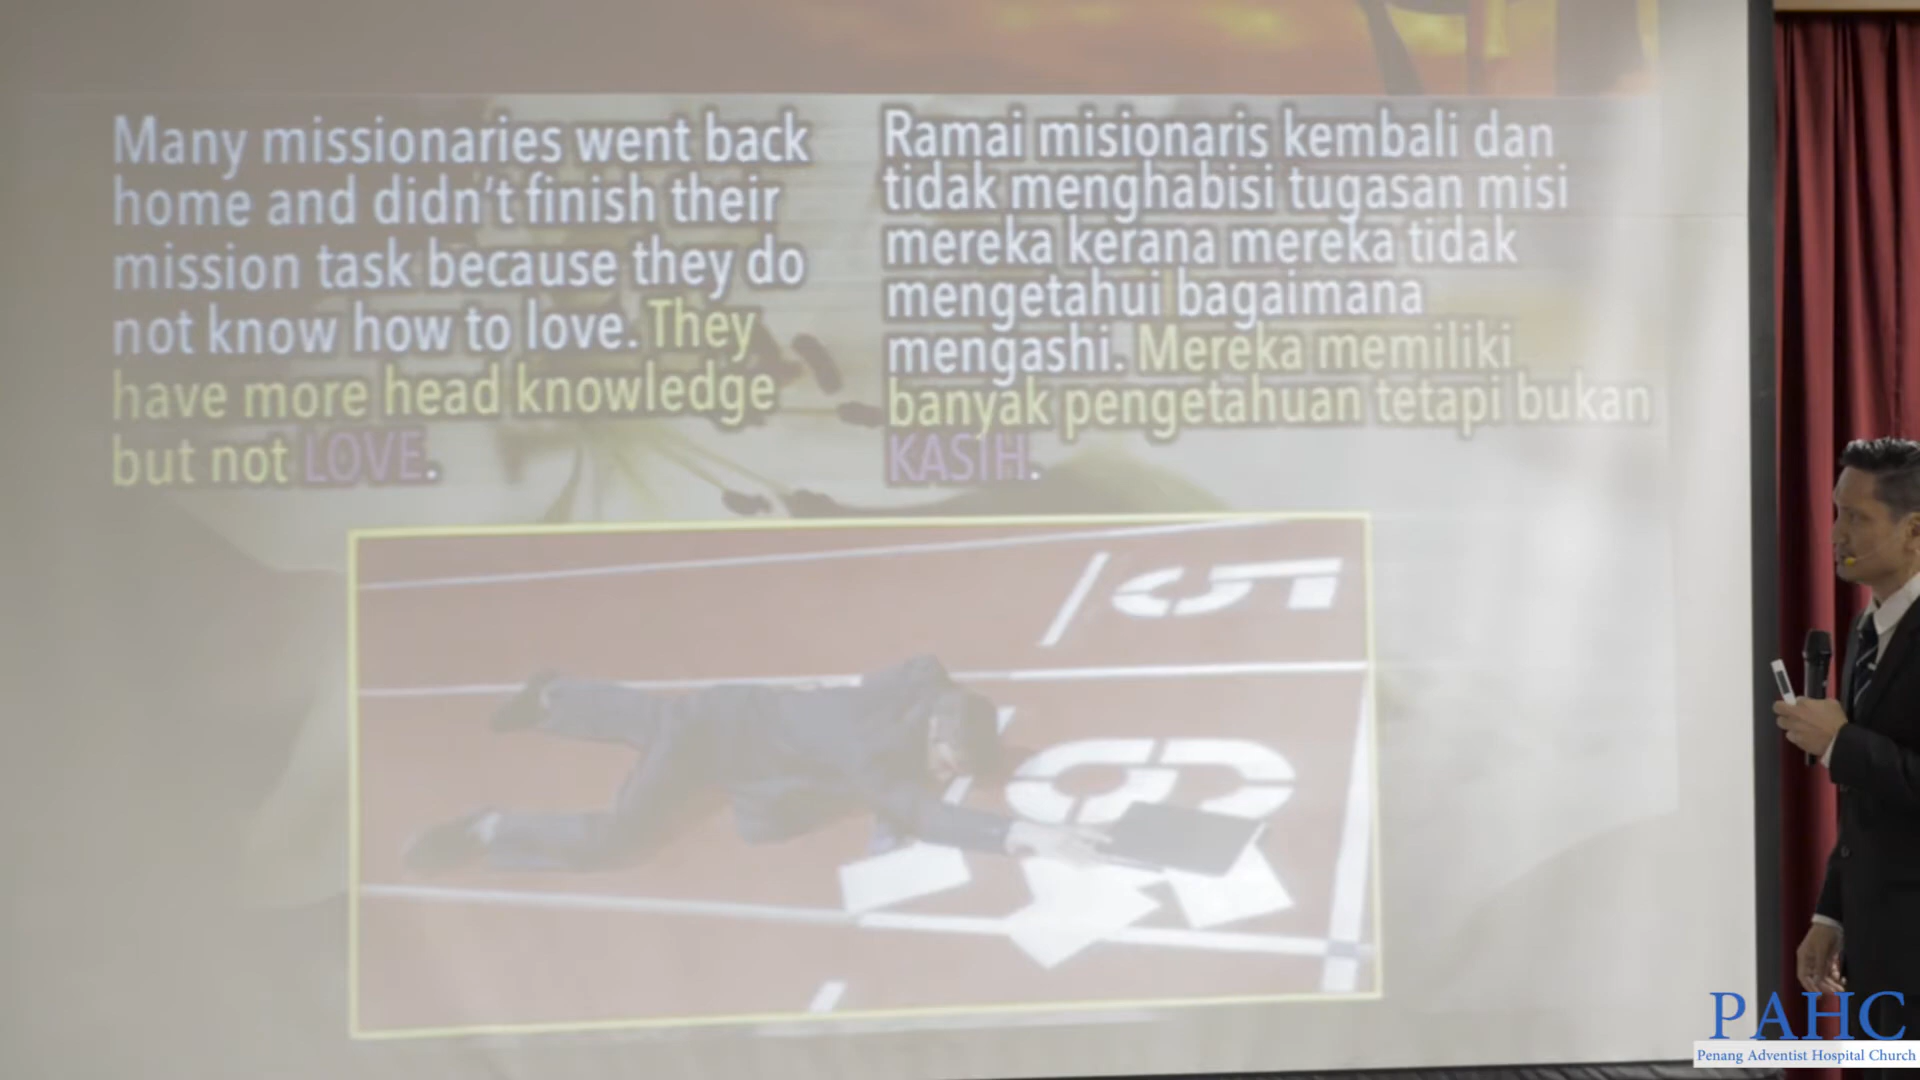 Many missionaries went back
home and didn't finish their
mission task because they do
not know how to love. They
have more head knowledge
but not LOVE.
Ramai misionaris kembali dan
tidak menghabisi tugasan misi
mereka kerana mereka tidak
mengetahui bagaimana
mengashi. Mereka memiliki
banyak pengetahuan tetapi bukan
KASIH.
5
6
PAHC
Penang Adventist Hospital Church